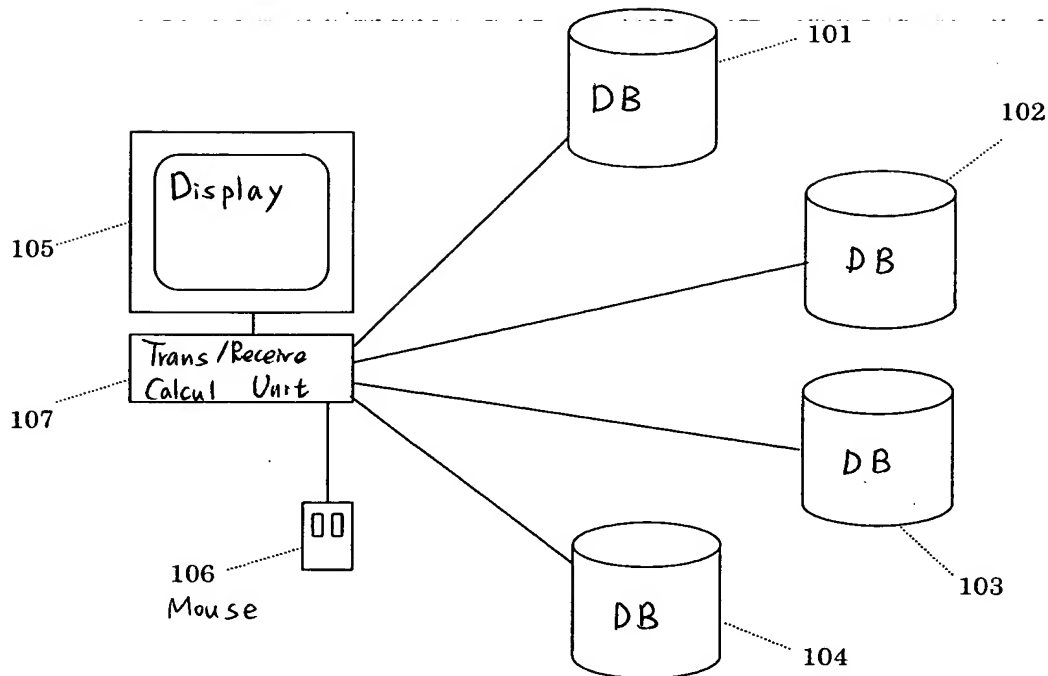 101
DB
102
Display
DB
105
Trans/Receive
Calcul Unit
107
DB
106
Mouse
103
DB
104